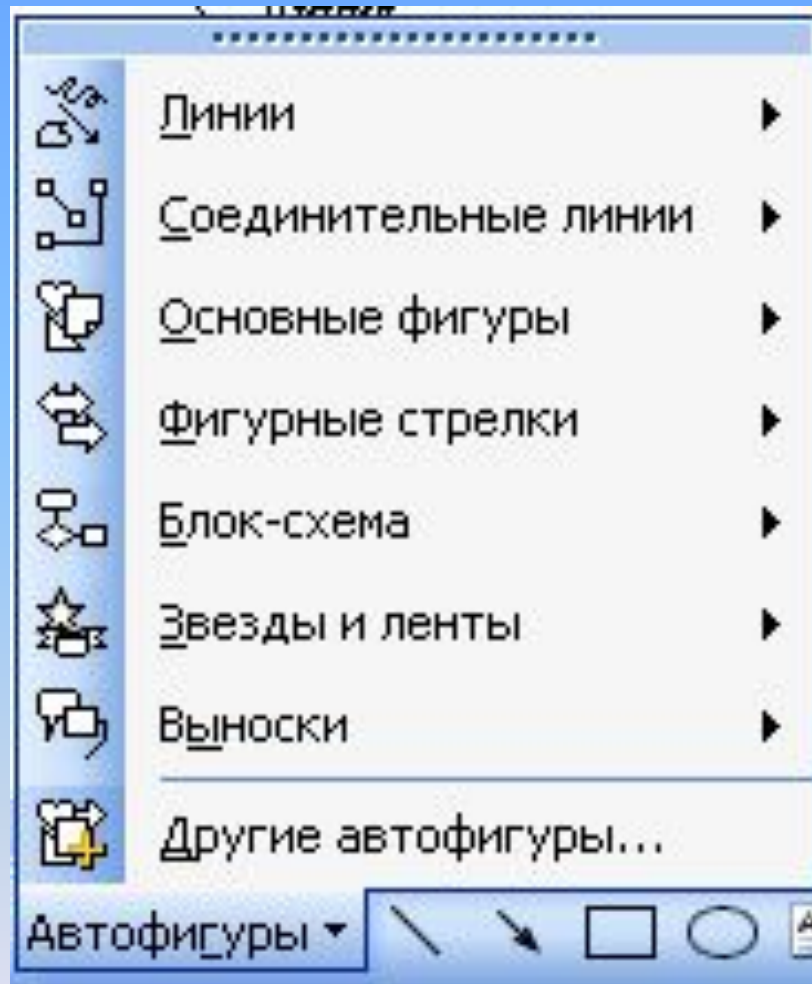 Линии
Соединительные линии
Основные фигуры
Фигурные стрелки
Блок-схема
Звезды и ленты
Выноски
Другие автофигуры...
Автофигуры